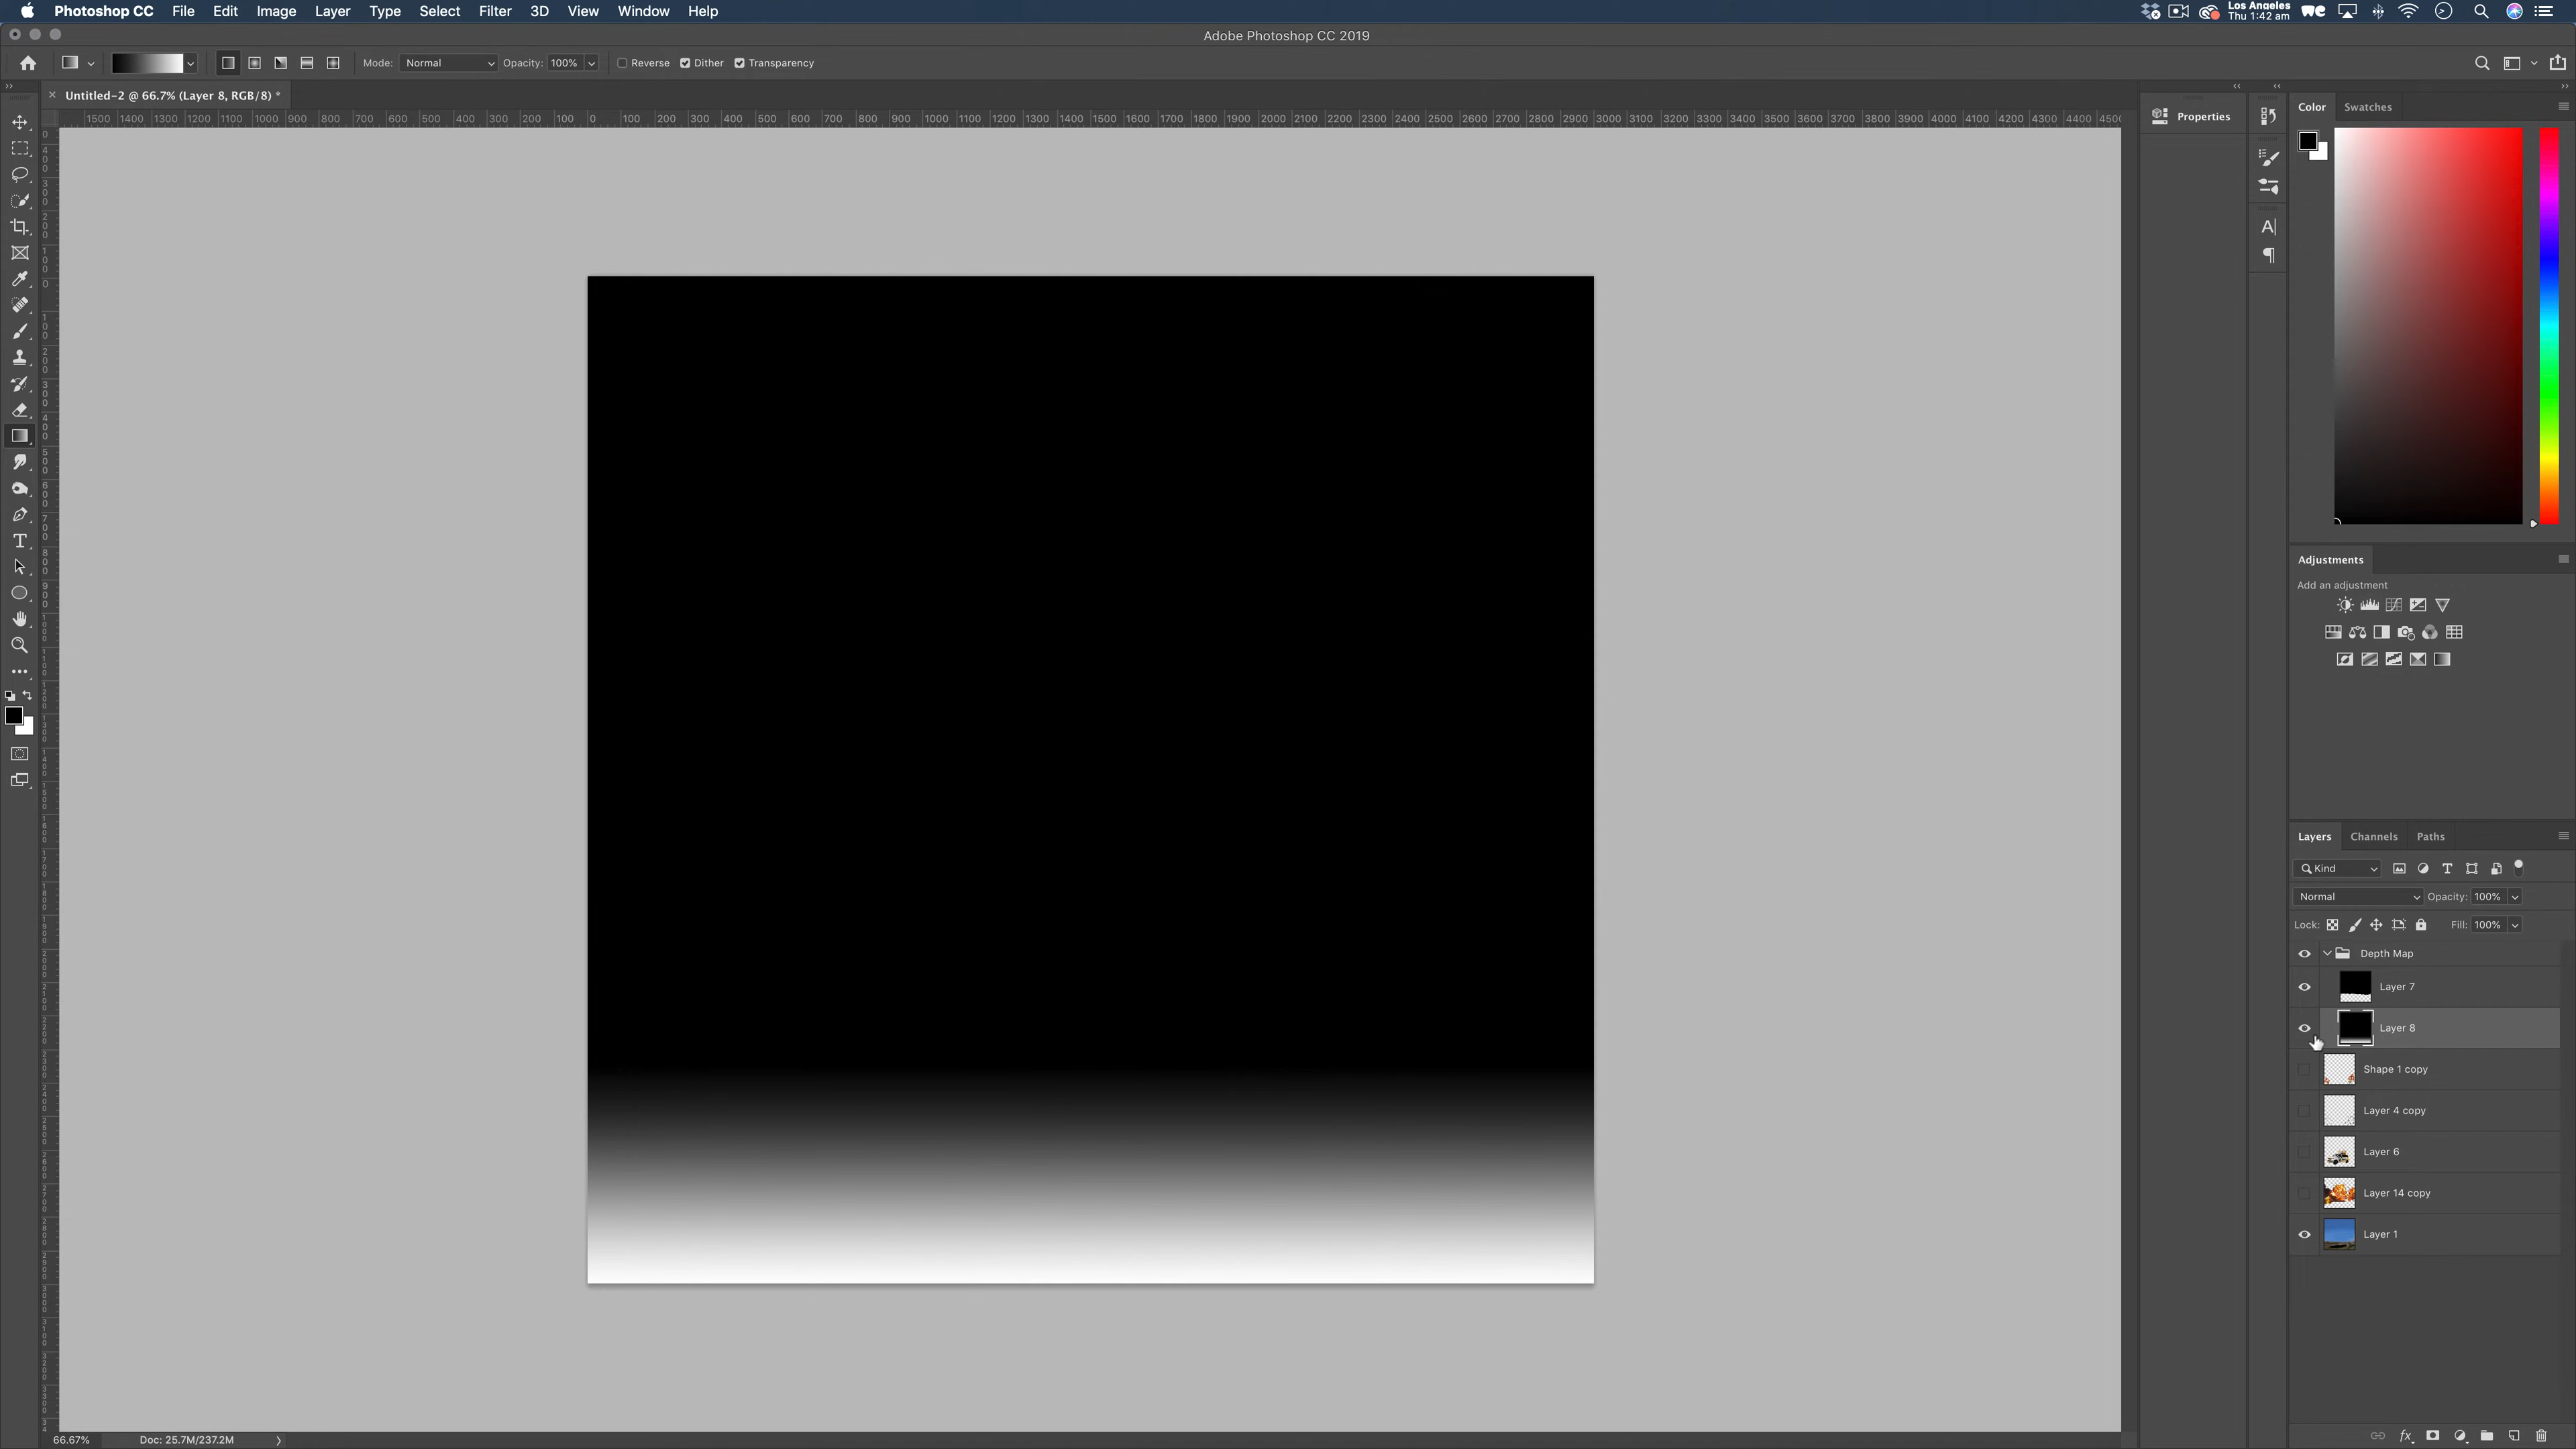 Photoshop CC File Edit Image Layer Type Select Filter 3D View Window Help
Los Angeles
Thu 1:42 am
Adobe Photoshop CC 2019
Mode: Normal Opacity: 100% Reverse Dither Transparency
Untitled-2 @ 66.7% (Layer 8, RGB/8) *
1500 1400 1300 1200 1100 1000 900 800 700 600 500 400 300 200 100 0 100 200 300 400 500 600 700 800 900 1000 1100 1200 1300 1400 1500 1600 1700 1800 1900 2000 2100 2200 2300 2400 2500 2600 2700 2800 2900 3000 3100 3200 3300 3400 3500 3600 3700 3800 3900 4000 4100 4200 4300 4400 4500
Properties
Color Swatches
Adjustments
Add an adjustment
Layers Channels Paths
Kind
Normal Opacity: 100%
Lock: Fill: 100%
Depth Map
Layer 7
Layer 8
Shape 1 copy
Layer 4 copy
Layer 6
Layer 14 copy
Layer 1
66.67% Doc: 25.7M/237.2M